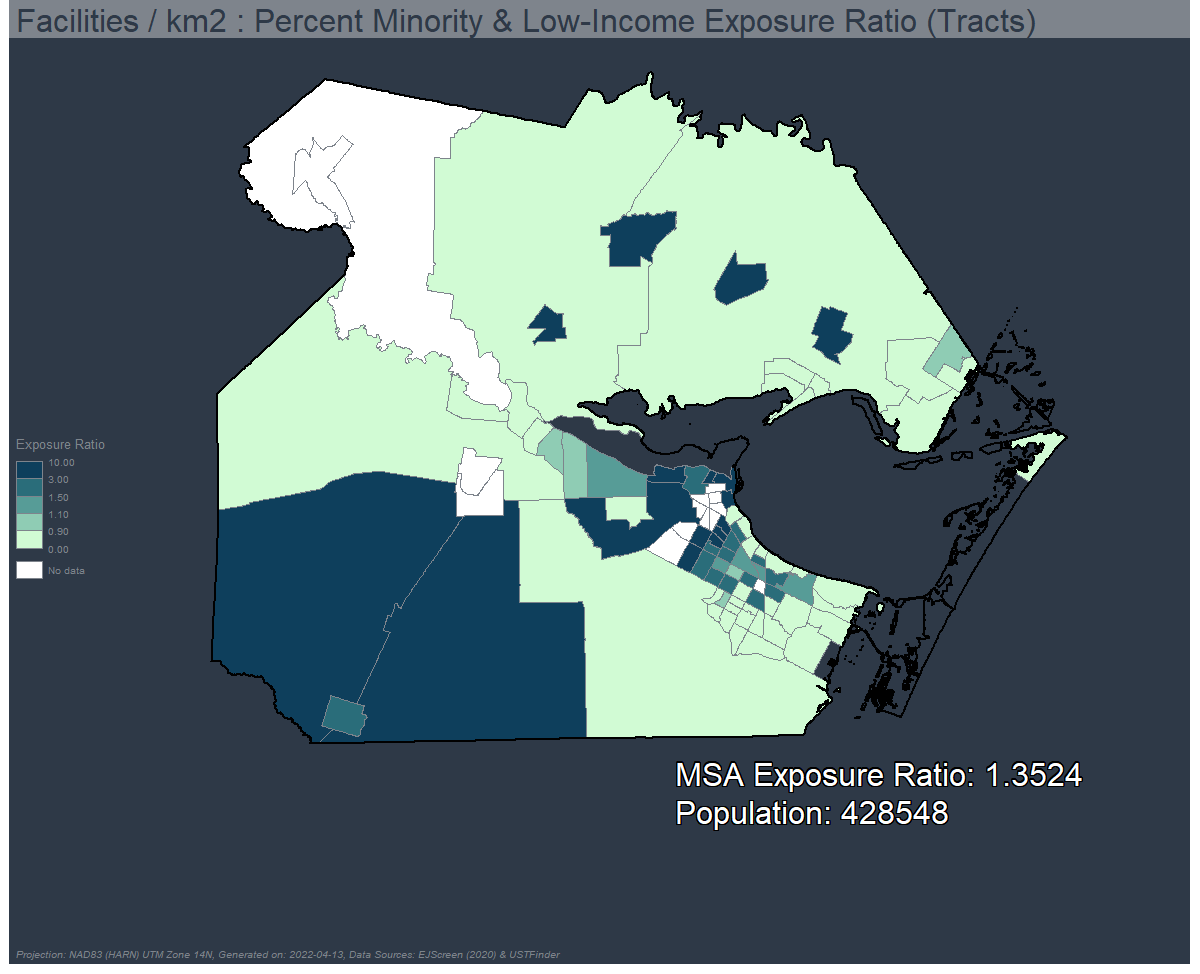 Facilities / km2 : Percent Minority & Low-Income Exposure Ratio (Tracts)
Exposure Ratio
10.00
3.00
1.50
1.10
0.90
0.00
No data
MSA Exposure Ratio: 1.3524
Population: 428548
Projection: NAD83 (HARN) UTM Zone 14N, Generated on: 2022-04-13, Data Sources: EJScreen (2020) & USTFinder